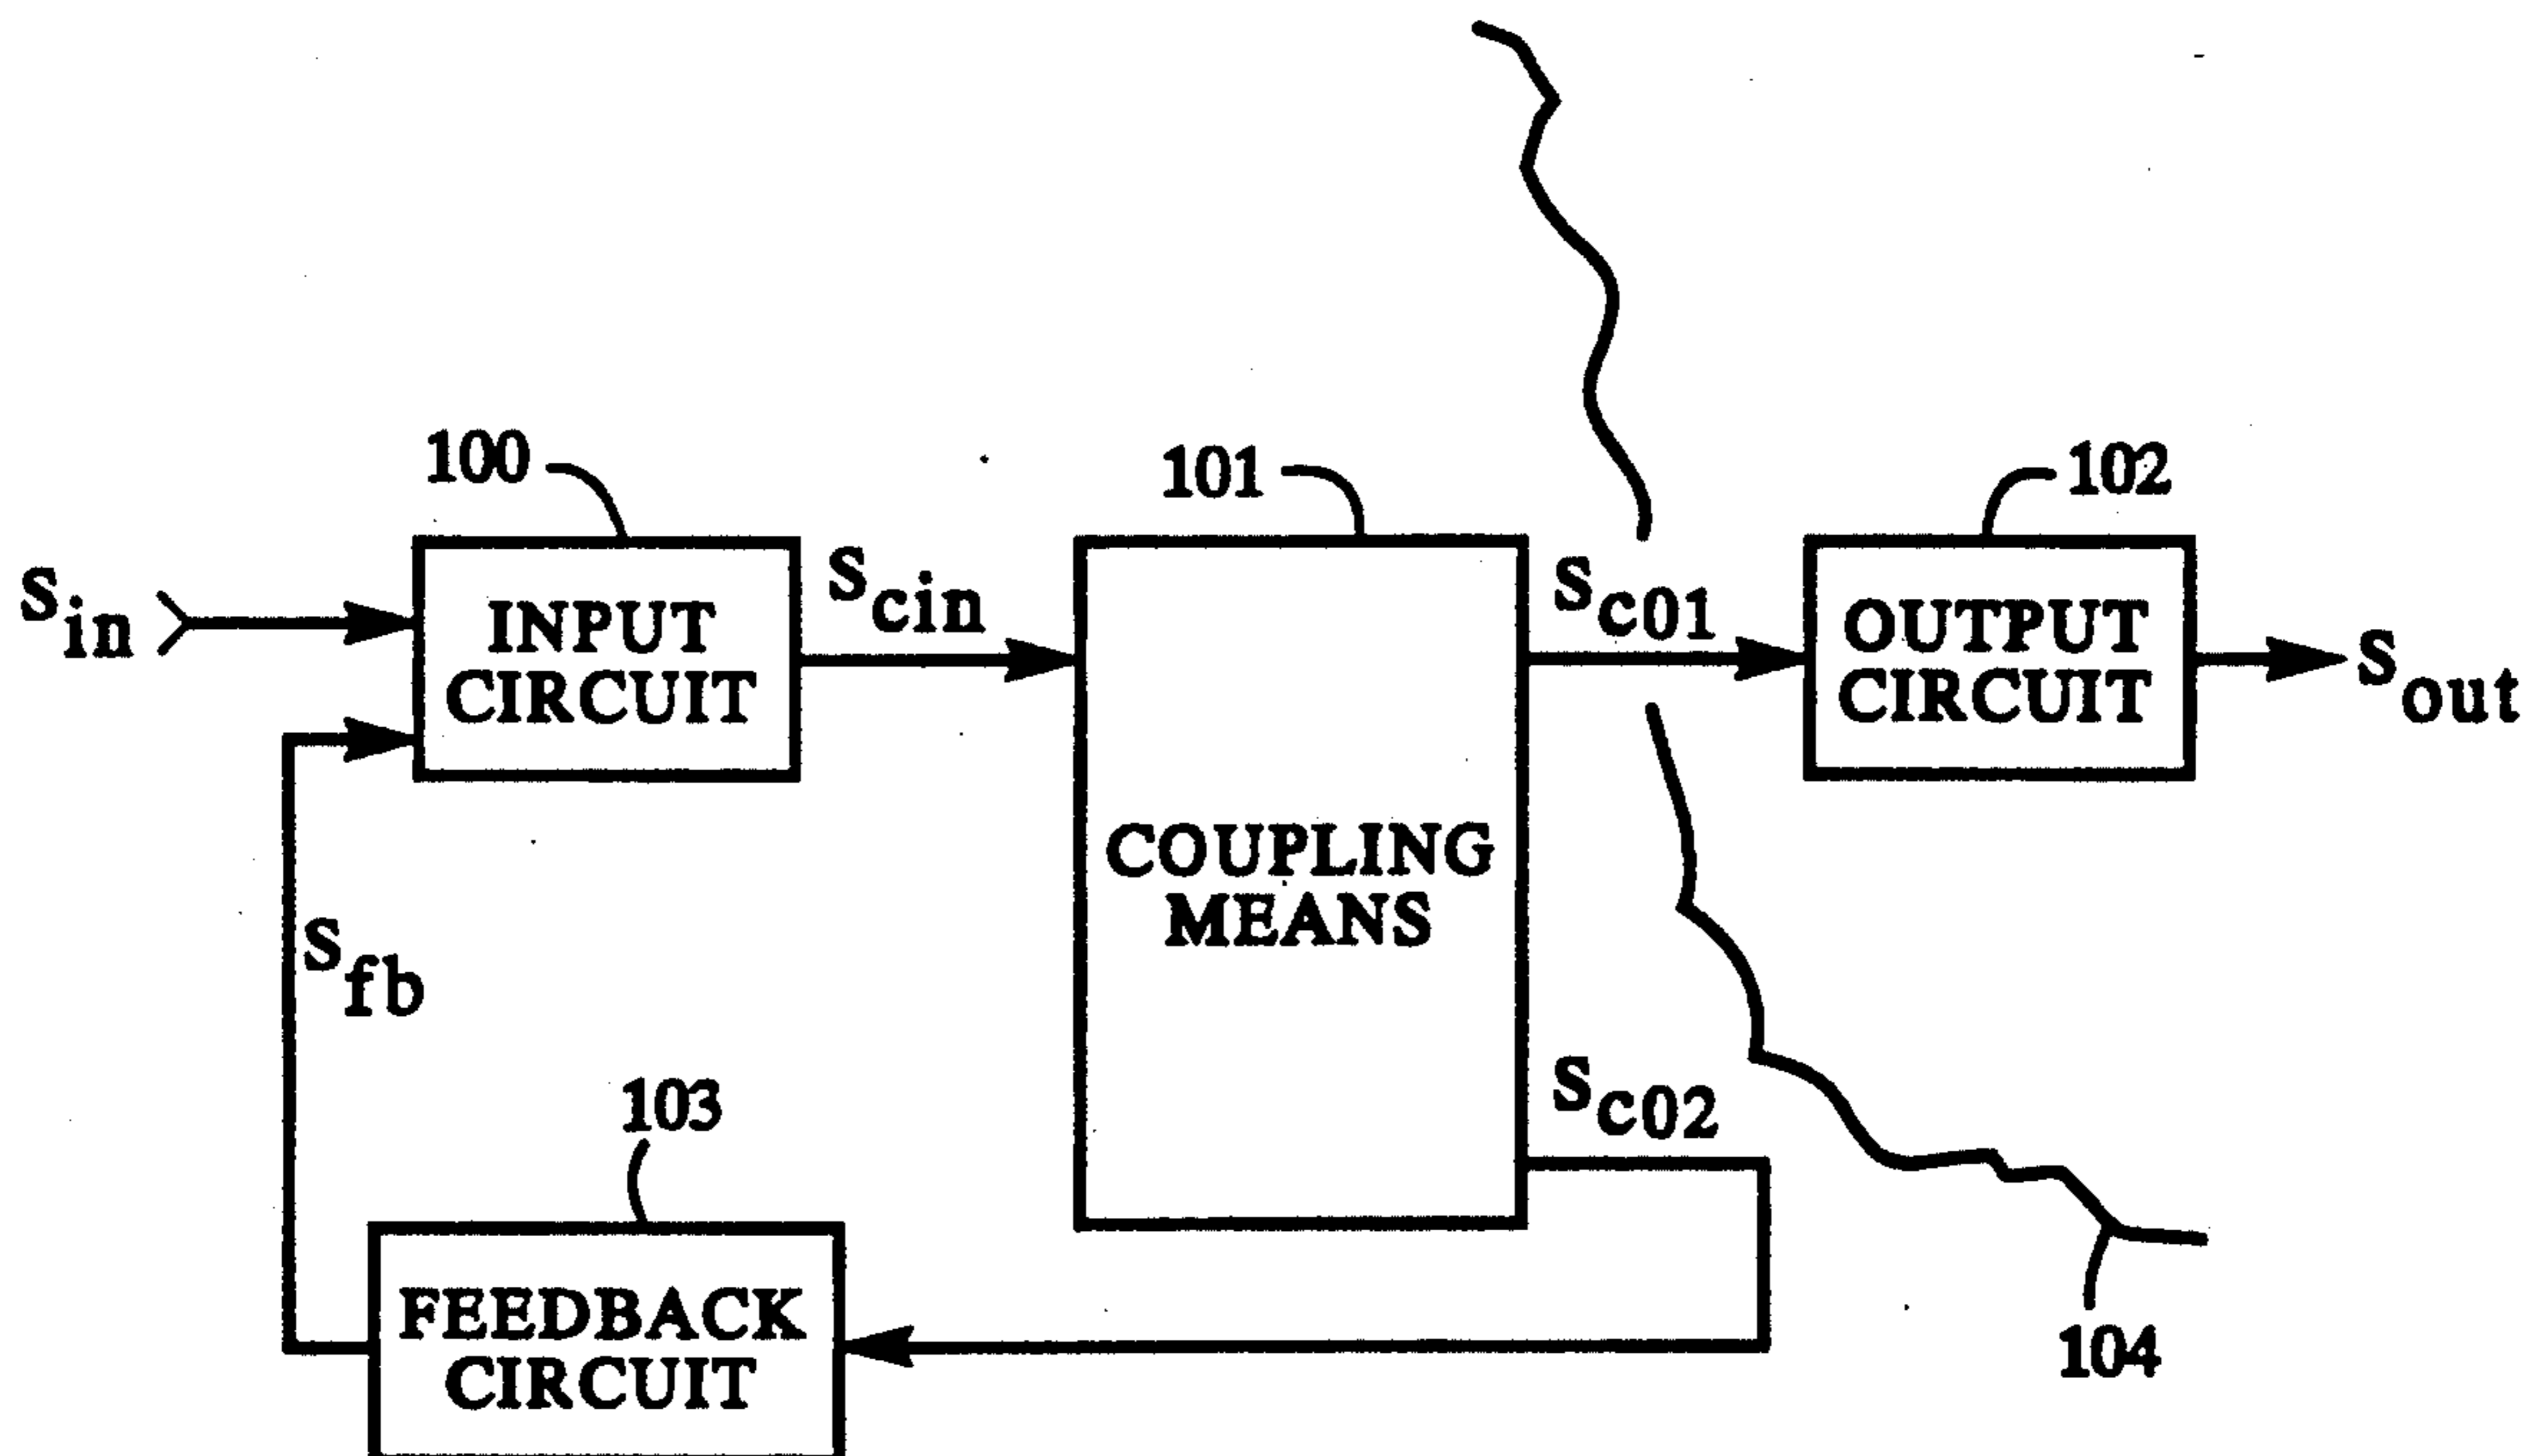 100
101
102
S_in
INPUT
CIRCUIT
S_cin
S_c01
OUTPUT
CIRCUIT
S_out
COUPLING
MEANS
S_fb
S_c02
103
FEEDBACK
CIRCUIT
104